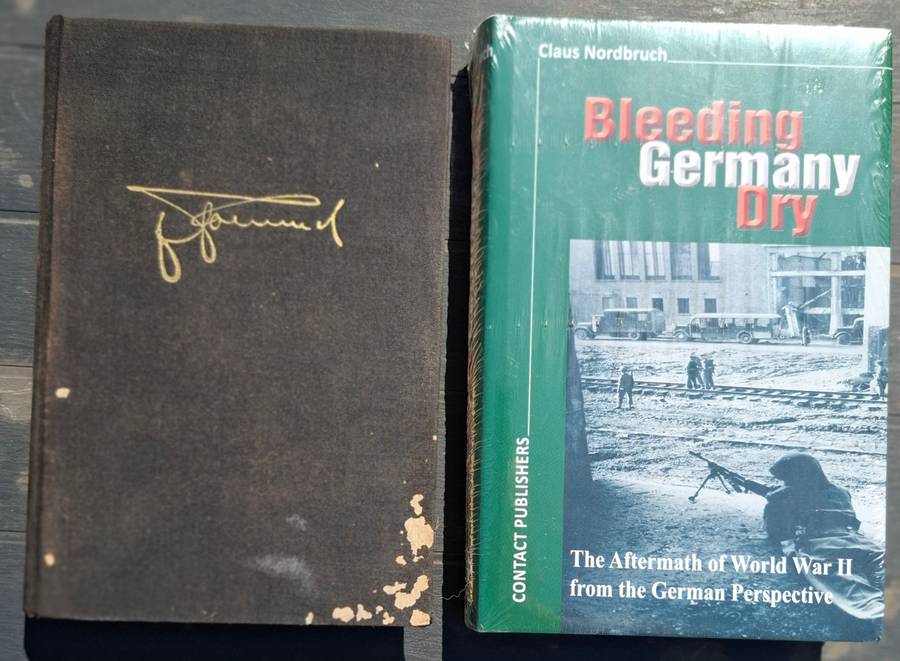 Claus Nordbruch
Bleeding
Germany
Dry
CONTACT PUBLISHERS
The Aftermath of World War II
from the German Perspective